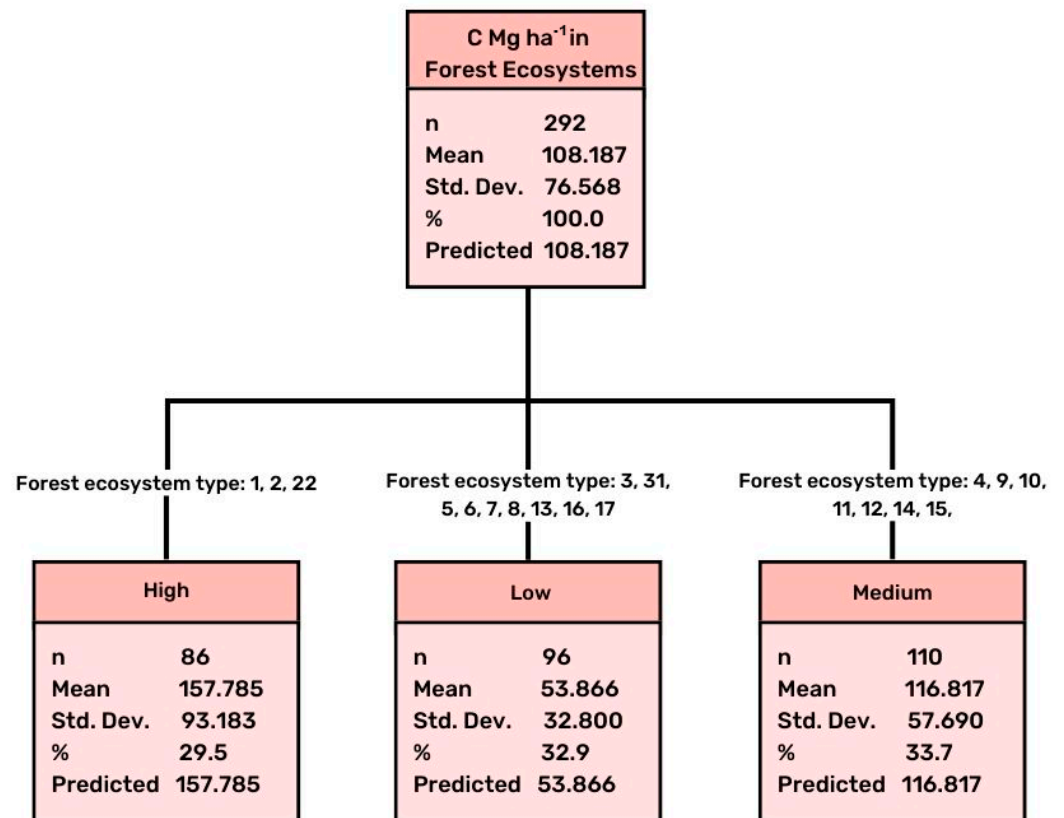 C Mg ha⁻¹ in
Forest Ecosystems
n 292
Mean 108.187
Std. Dev. 76.568
% 100.0
Predicted 108.187
Forest ecosystem type: 1, 2, 22
Forest ecosystem type: 3, 31,
5, 6, 7, 8, 13, 16, 17
Forest ecosystem type: 4, 9, 10,
11, 12, 14, 15,
High
n 86
Mean 157.785
Std. Dev. 93.183
% 29.5
Predicted 157.785
Low
n 96
Mean 53.866
Std. Dev. 32.800
% 32.9
Predicted 53.866
Medium
n 110
Mean 116.817
Std. Dev. 57.690
% 33.7
Predicted 116.817